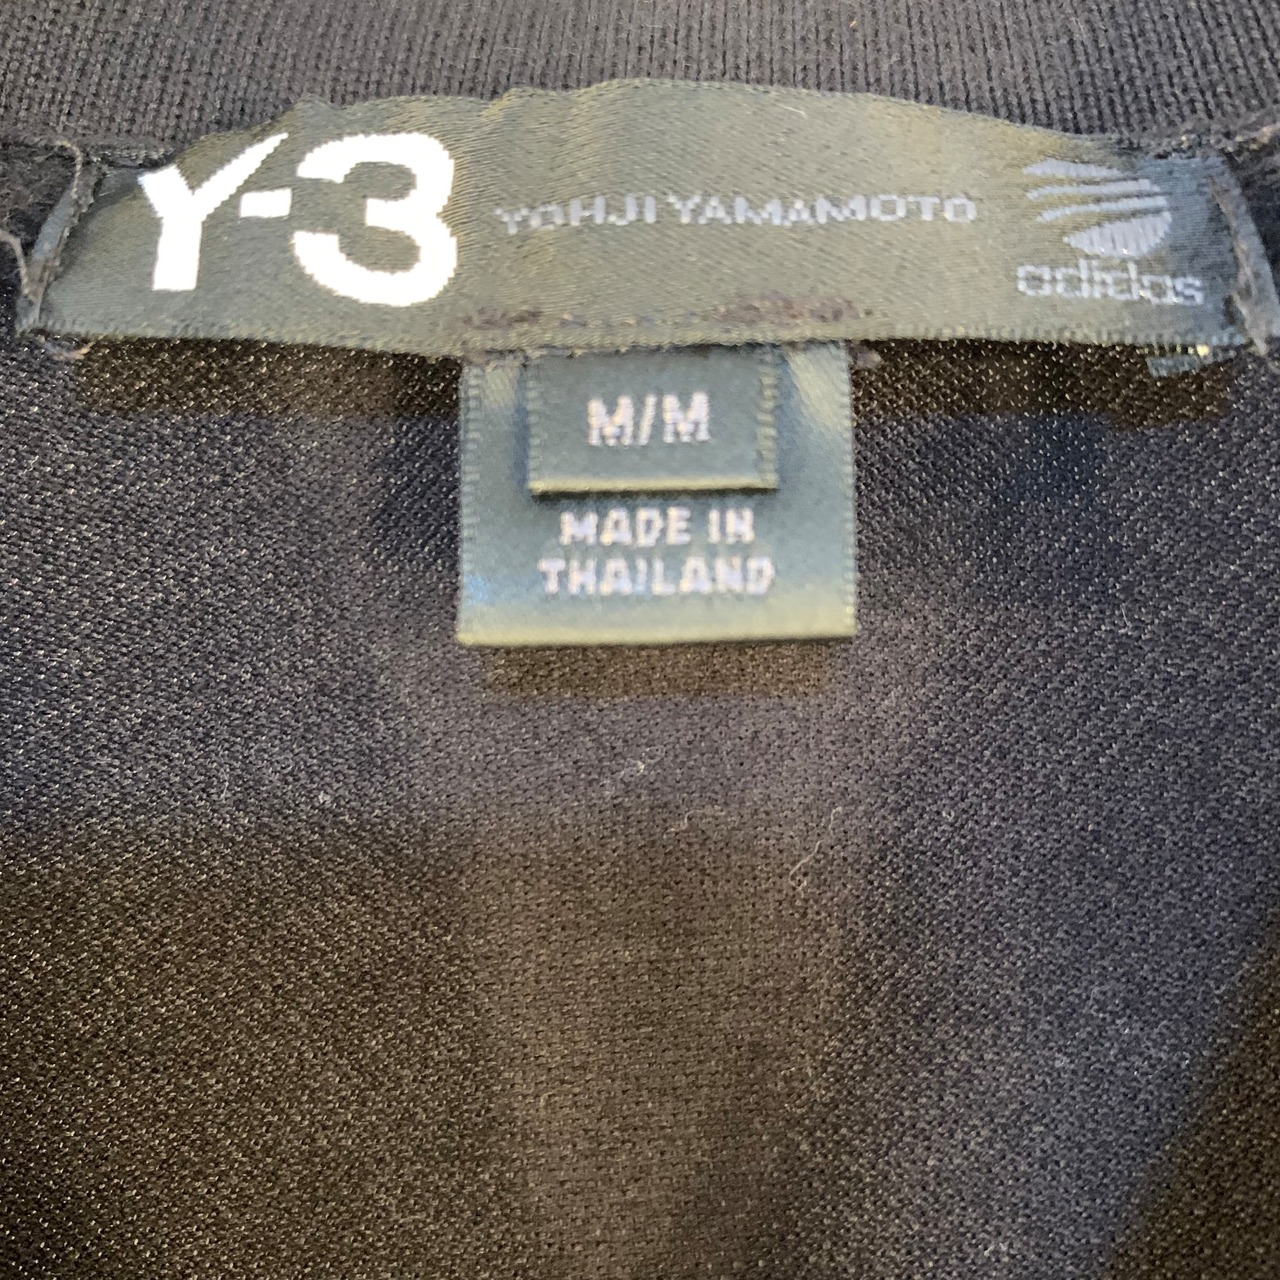 Y-3 YOHJI YAMAMOTO adidas
M/M
MADE IN
THAILAND